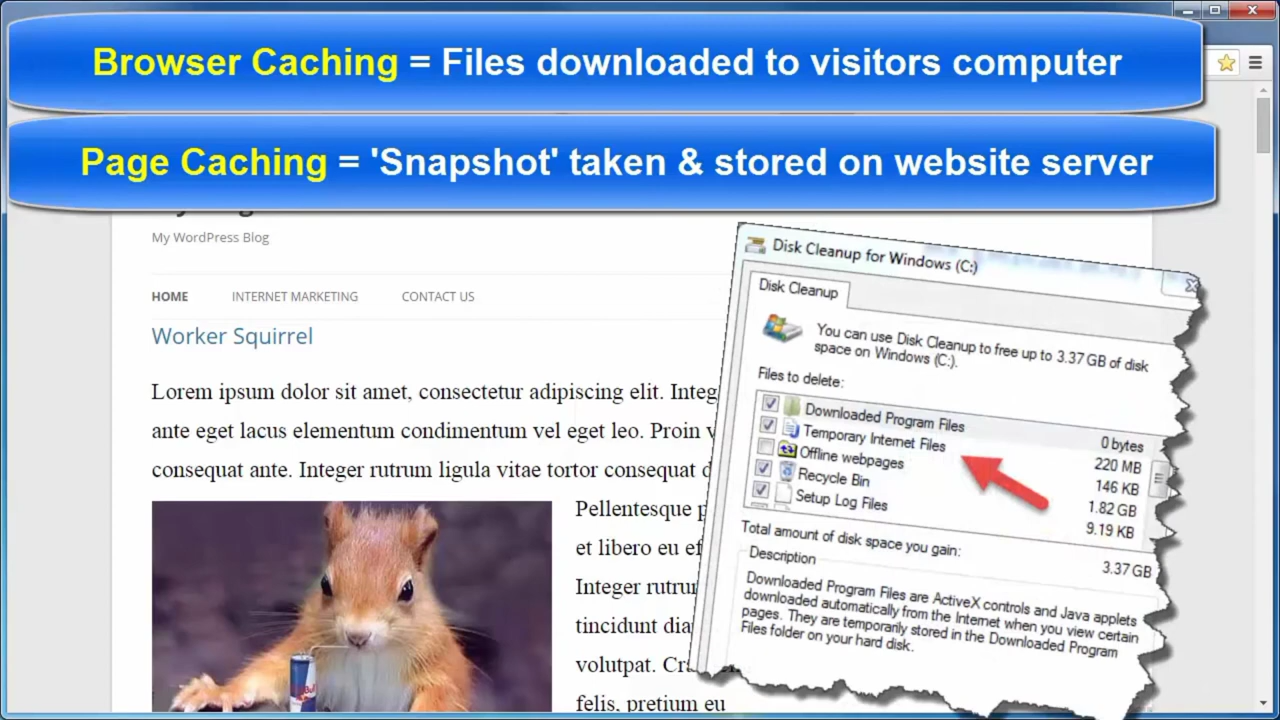 Browser Caching = Files downloaded to visitors computer
Page Caching = 'Snapshot' taken & stored on website server
My WordPress Blog
HOME INTERNET MARKETING CONTACT US
Worker Squirrel
Lorem ipsum dolor sit amet, consectetur adipiscing elit. Integ
ante eget lacus elementum condimentum vel eget leo. Proin v
consequat ante. Integer rutrum ligula vitae tortor consequat d
Pellentesque p
et libero eu ef
Integer rutru
tincidunt dia
volutpat. Cra
felis, pretium eu
Disk Cleanup for Windows (C:)
Disk Cleanup
You can use Disk Cleanup to free up to 3.37 GB of disk
space on Windows (C:).
Files to delete:
Downloaded Program Files 0 bytes
Temporary Internet Files 220 MB
Offline webpages 146 KB
Recycle Bin 1.82 GB
Setup Log Files 9.19 KB
Total amount of disk space you gain: 3.37 GB
Description
Downloaded Program Files are ActiveX controls and Java applets
downloaded automatically from the Internet when you view certain
pages. They are temporarily stored in the Downloaded Program
Files folder on your hard disk.